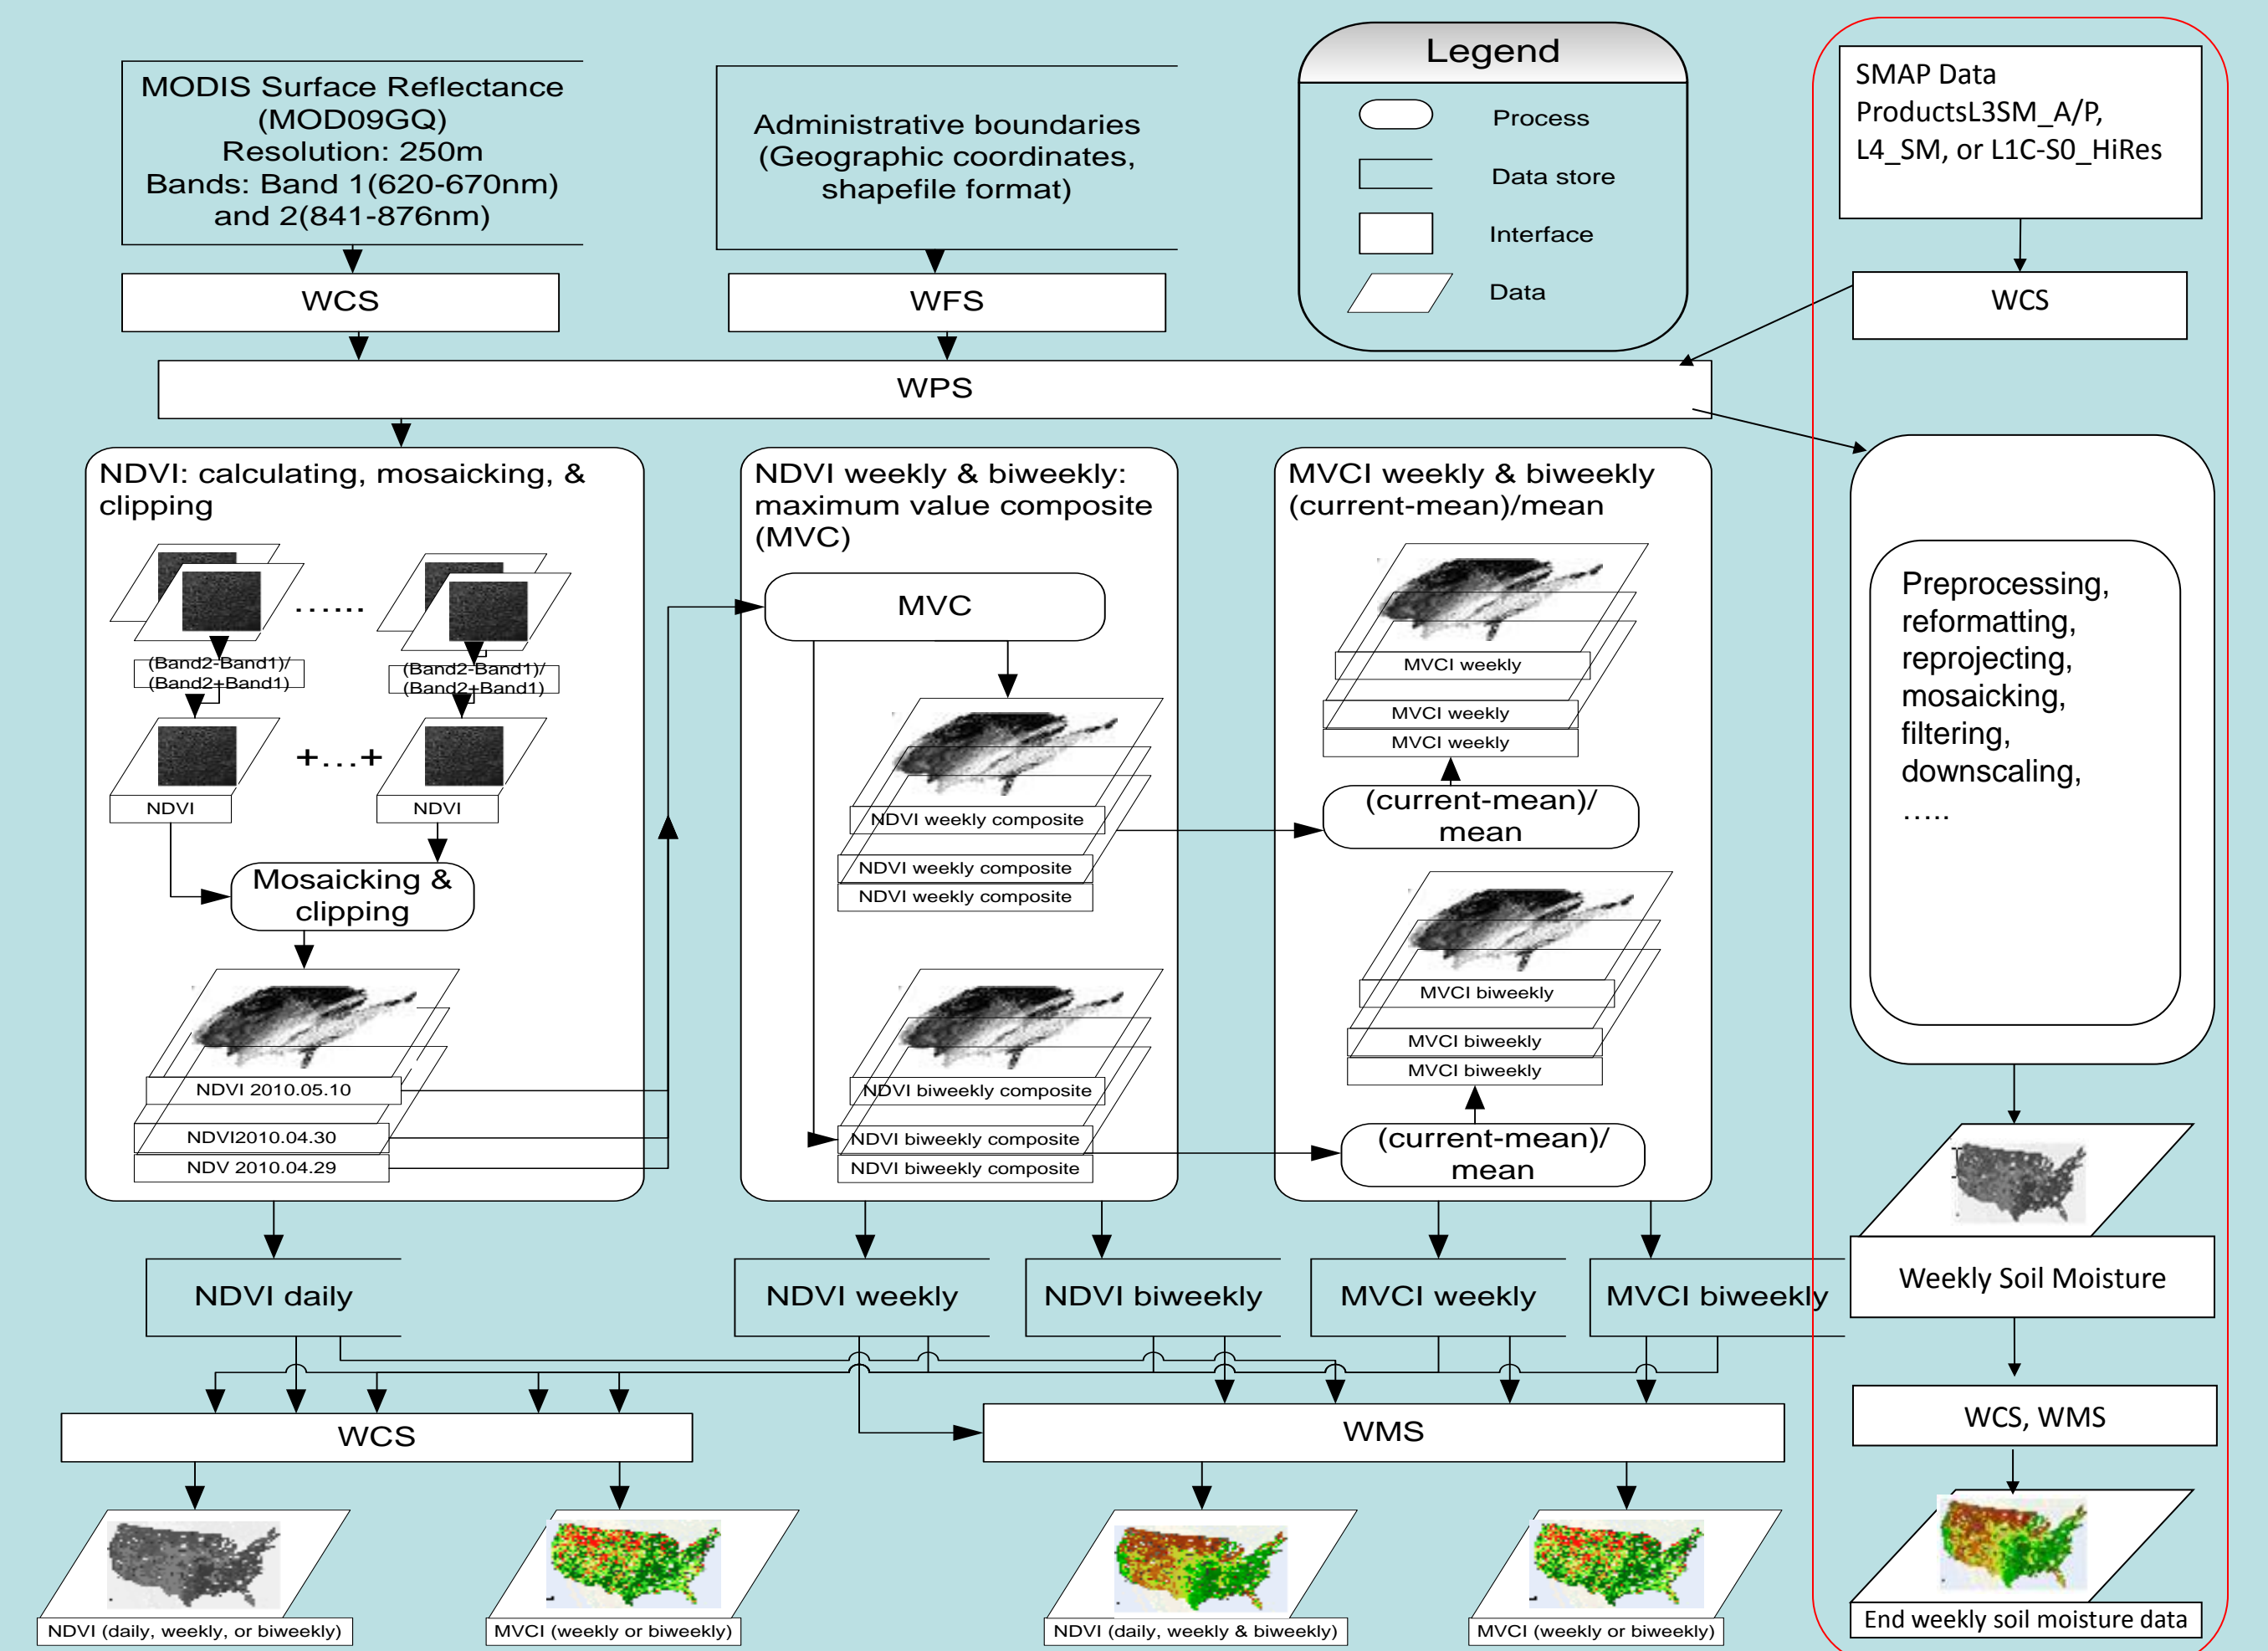 MODIS Surface Reflectance
(MOD09GQ)
Resolution: 250m
Bands: Band 1(620-670nm)
and 2(841-876nm)
Administrative boundaries
(Geographic coordinates,
shapefile format)
Legend
Process
Data store
Interface
Data
SMAP Data
ProductsL3SM_A/P,
L4_SM, or L1C-S0_HiRes
WCS
WFS
WCS
WPS
NDVI: calculating, mosaicking, &
clipping
......
(Band2-Band1)/
(Band2+Band1)
(Band2-Band1)/
(Band2+Band1)
+...+
NDVI
NDVI
Mosaicking &
clipping
NDVI 2010.05.10
NDVI2010.04.30
NDV 2010.04.29
NDVI weekly & biweekly:
maximum value composite
(MVC)
MVC
NDVI weekly composite
NDVI weekly composite
NDVI weekly composite
NDVI biweekly composite
NDVI biweekly composite
NDVI biweekly composite
MVCI weekly & biweekly
(current-mean)/mean
MVCI weekly
MVCI weekly
MVCI weekly
(current-mean)/
mean
MVCI biweekly
MVCI biweekly
MVCI biweekly
(current-mean)/
mean
Preprocessing,
reformatting,
reprojecting,
mosaicking,
filtering,
downscaling,
.....
NDVI daily
NDVI weekly
NDVI biweekly
MVCI weekly
MVCI biweekly
Weekly Soil Moisture
WCS
WMS
WCS, WMS
NDVI (daily, weekly, or biweekly)
MVCI (weekly or biweekly)
NDVI (daily, weekly & biweekly)
MVCI (weekly or biweekly)
End weekly soil moisture data